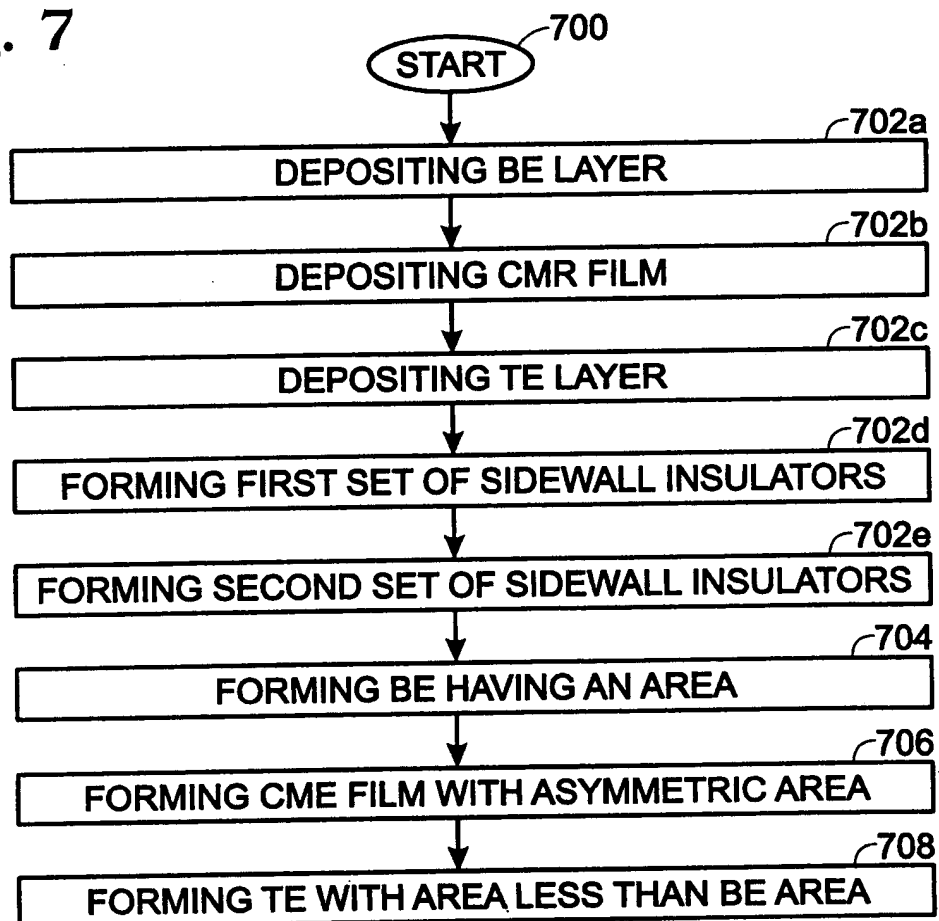 . 7
700
START
702a
DEPOSITING BE LAYER
702b
DEPOSITING CMR FILM
702c
DEPOSITING TE LAYER
702d
FORMING FIRST SET OF SIDEWALL INSULATORS
702e
FORMING SECOND SET OF SIDEWALL INSULATORS
704
FORMING BE HAVING AN AREA
706
FORMING CME FILM WITH ASYMMETRIC AREA
708
FORMING TE WITH AREA LESS THAN BE AREA